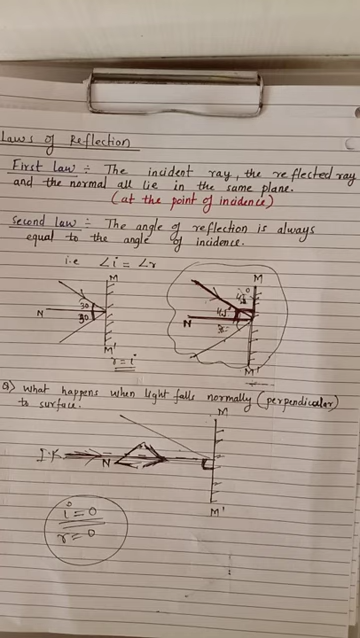 Laws of Reflection
First law :- The incident ray, the reflected ray
and the normal all lie in the same plane.
(at the point of incidence)
Second law :- The angle of reflection is always
equal to the angle of incidence.
i.e ∠i = ∠r
M
30
N
30
M'
r = i
M
45°
45°
N
M'
Q) What happens when light falls normally (perpendicular)
to surface.
M
I.R
N
M'
i = 0
r = 0